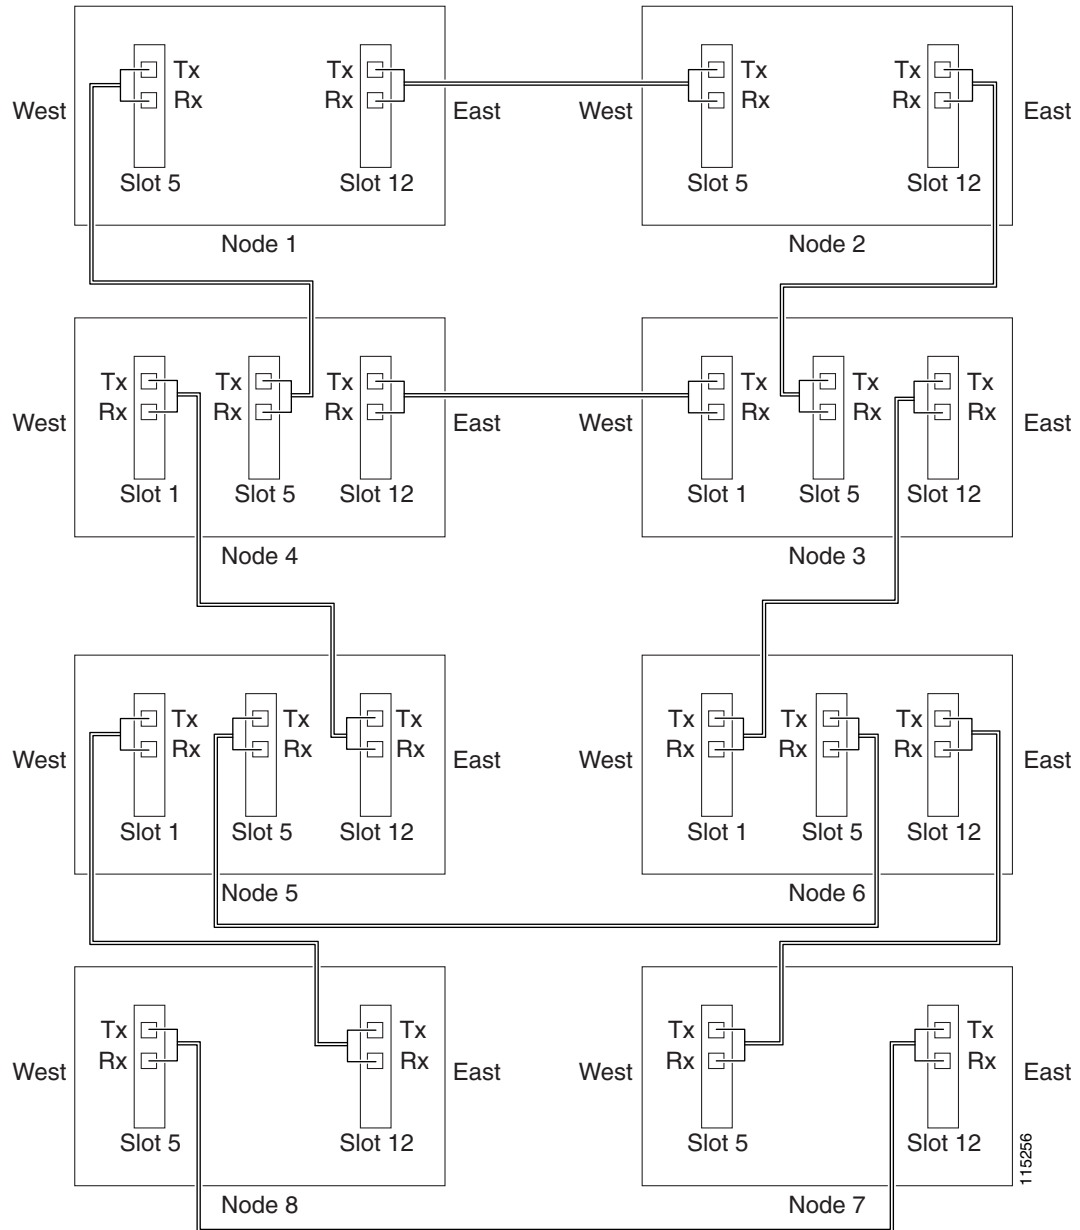 Tx Tx Tx Tx
Rx Rx Rx Rx
West East West East
Slot 5 Slot 12 Slot 5 Slot 12
Node 1 Node 2
Tx Tx Tx Tx Tx Tx
Rx Rx Rx Rx Rx Rx
West East West East
Slot 1 Slot 5 Slot 12 Slot 1 Slot 5 Slot 12
Node 4 Node 3
Tx Tx Tx Tx Tx Tx
Rx Rx Rx Rx Rx Rx
West East West East
Slot 1 Slot 5 Slot 12 Slot 1 Slot 5 Slot 12
Node 5 Node 6
Tx Tx Tx Tx
Rx Rx Rx Rx
West East West East
Slot 5 Slot 12 Slot 5 Slot 12
115256
Node 8 Node 7